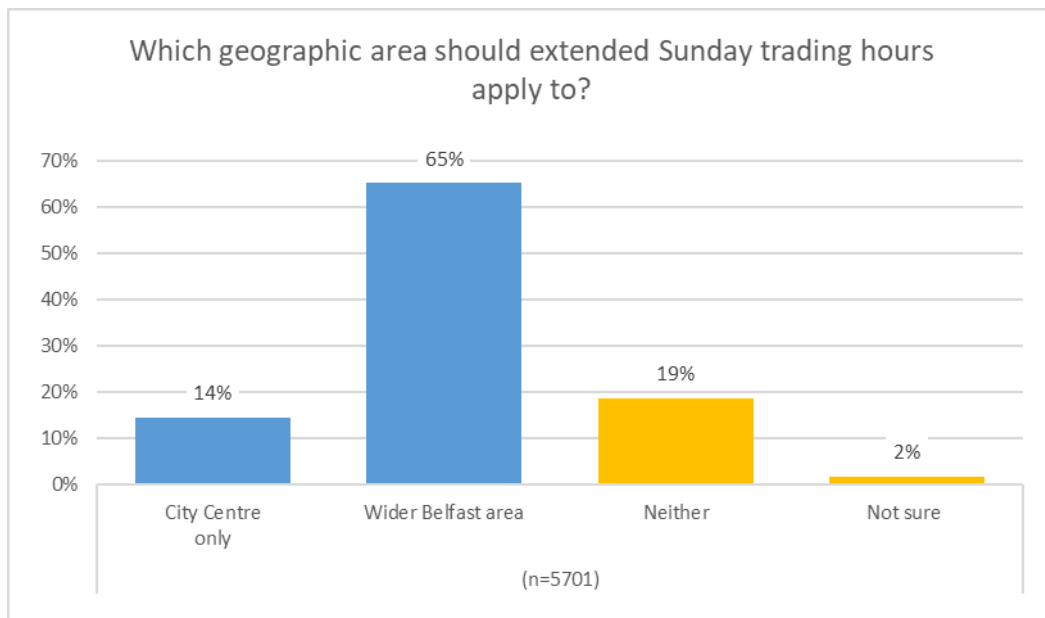 Which geographic area should extended Sunday trading hours
apply to?
70%
60%
50%
40%
30%
20%
10%
0%
14%
65%
19%
2%
City Centre
only
Wider Belfast area
Neither
Not sure
(n=5701)